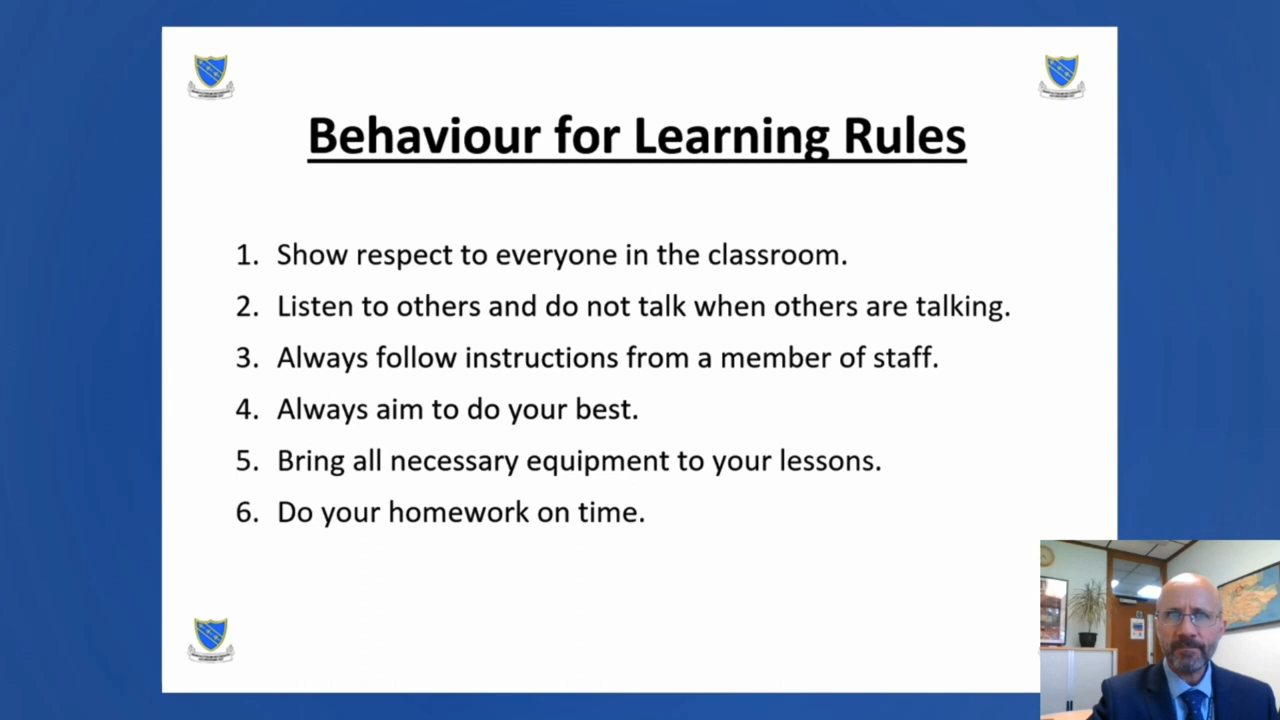 Behaviour for Learning Rules
1. Show respect to everyone in the classroom.
2. Listen to others and do not talk when others are talking.
3. Always follow instructions from a member of staff.
4. Always aim to do your best.
5. Bring all necessary equipment to your lessons.
6. Do your homework on time.